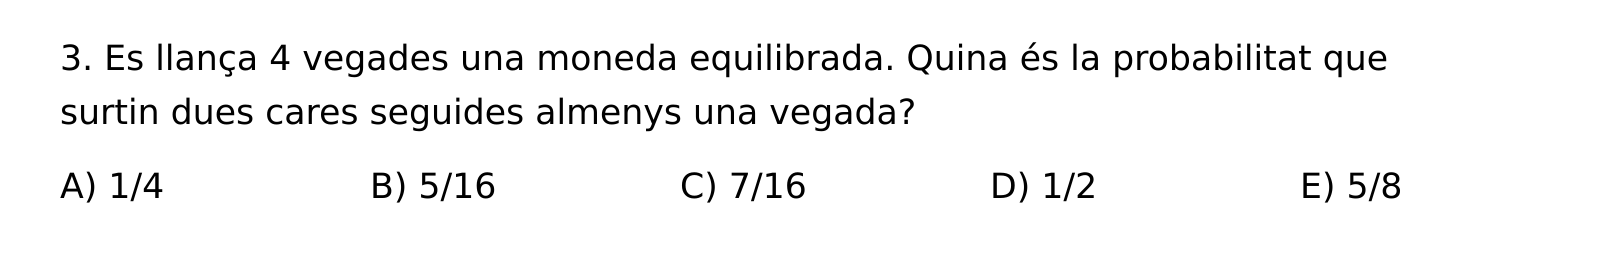 3. Es llança 4 vegades una moneda equilibrada. Quina és la probabilitat que
surtin dues cares seguides almenys una vegada?
A) 1/4 B) 5/16 C) 7/16 D) 1/2 E) 5/8